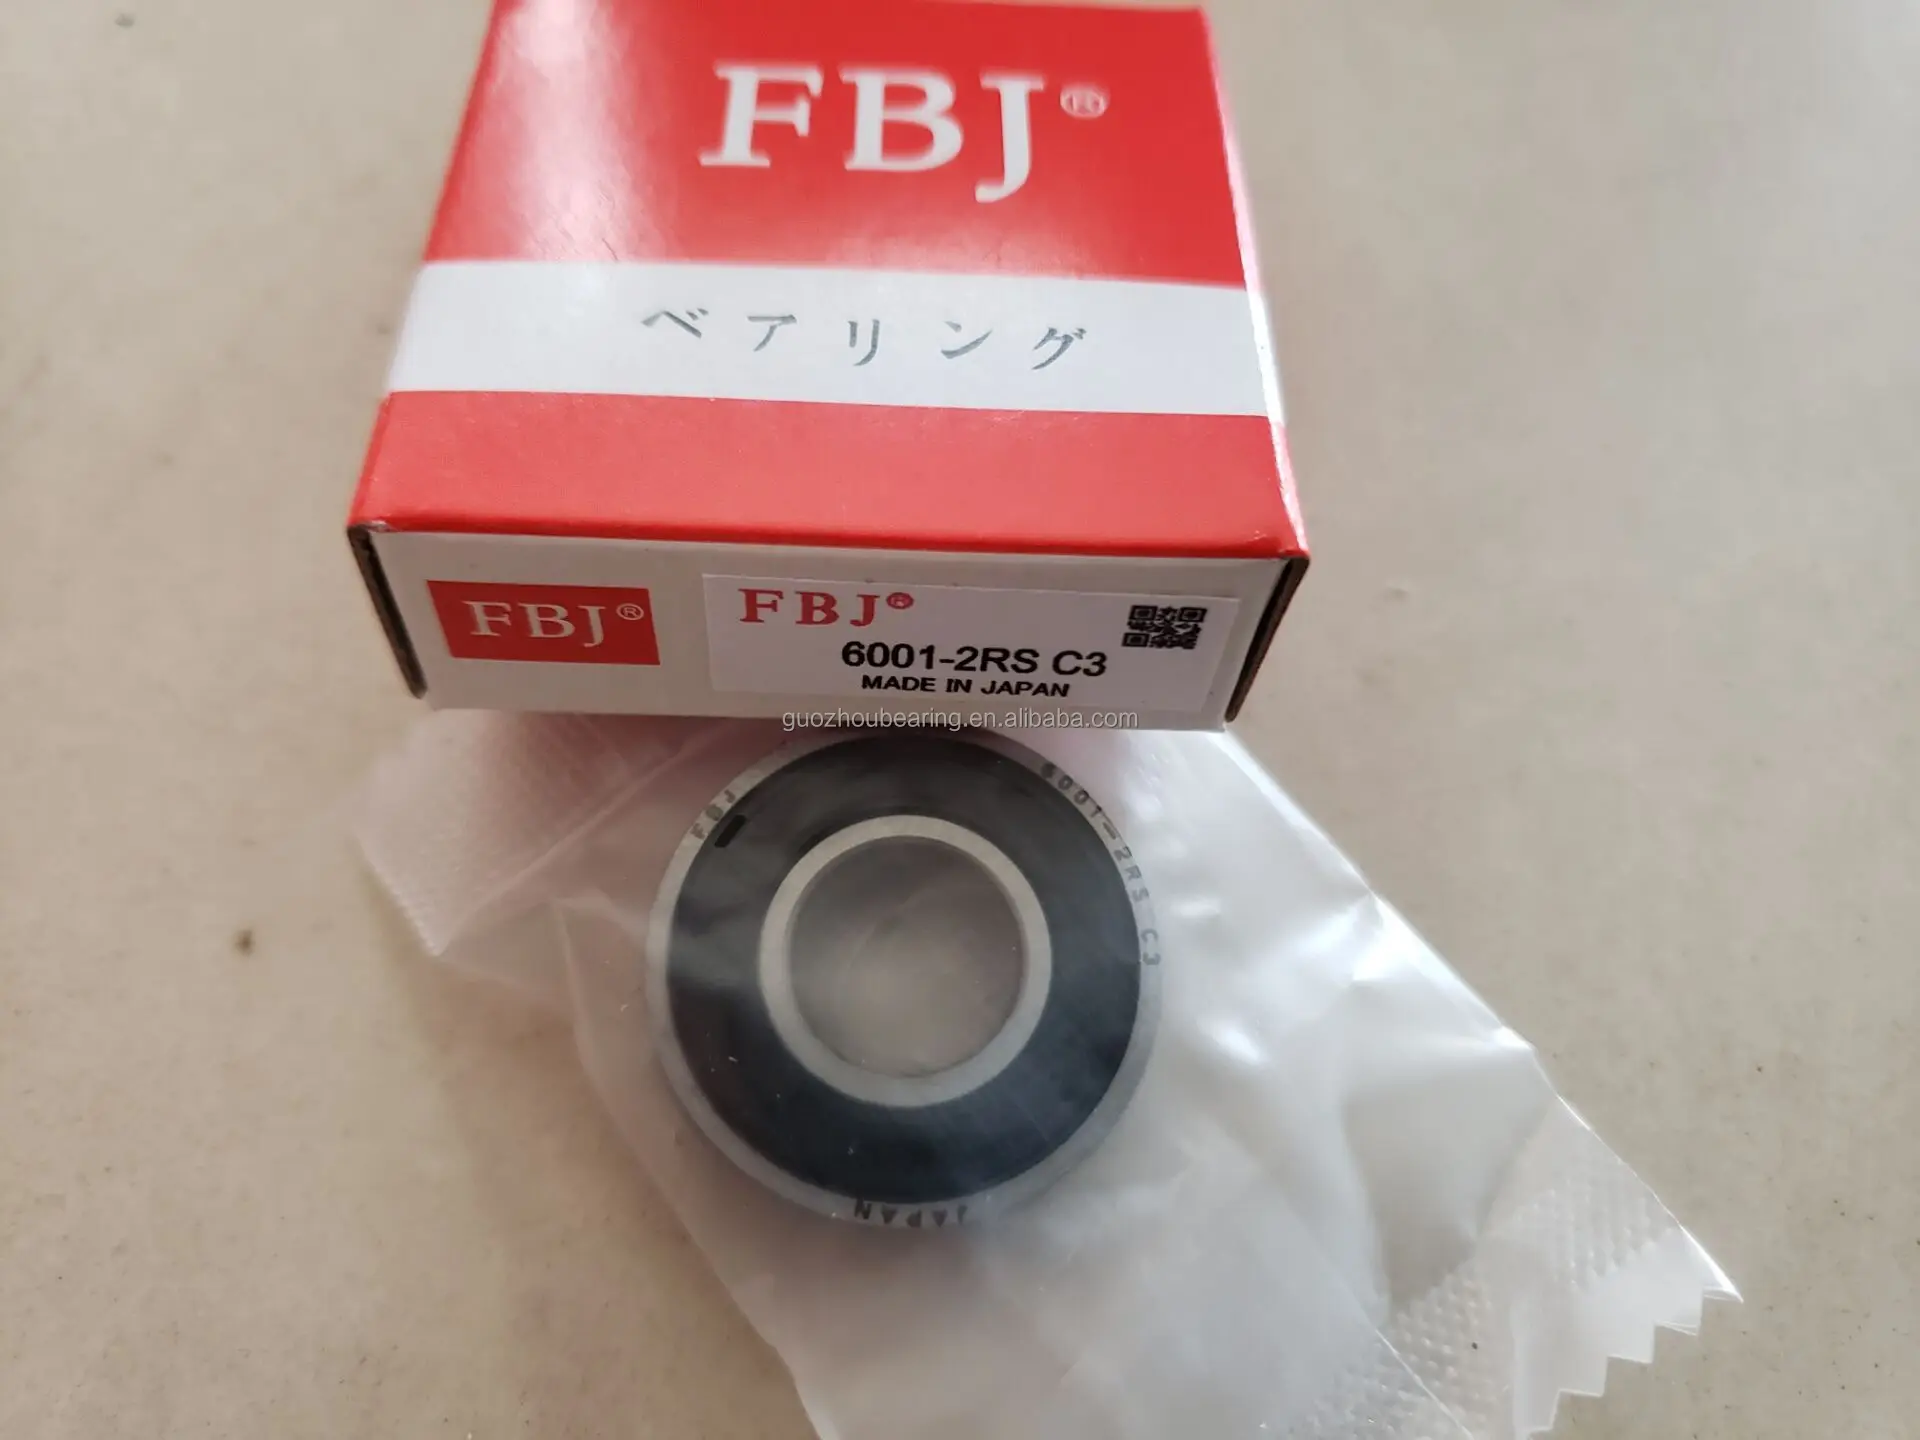 FBJ®
ベアリング
FBJ®
FBJ®
6001-2RS C3
MADE IN JAPAN
guozhoubearing.en.alibaba.com
FBJ
6001-2RS C3
JAPAN